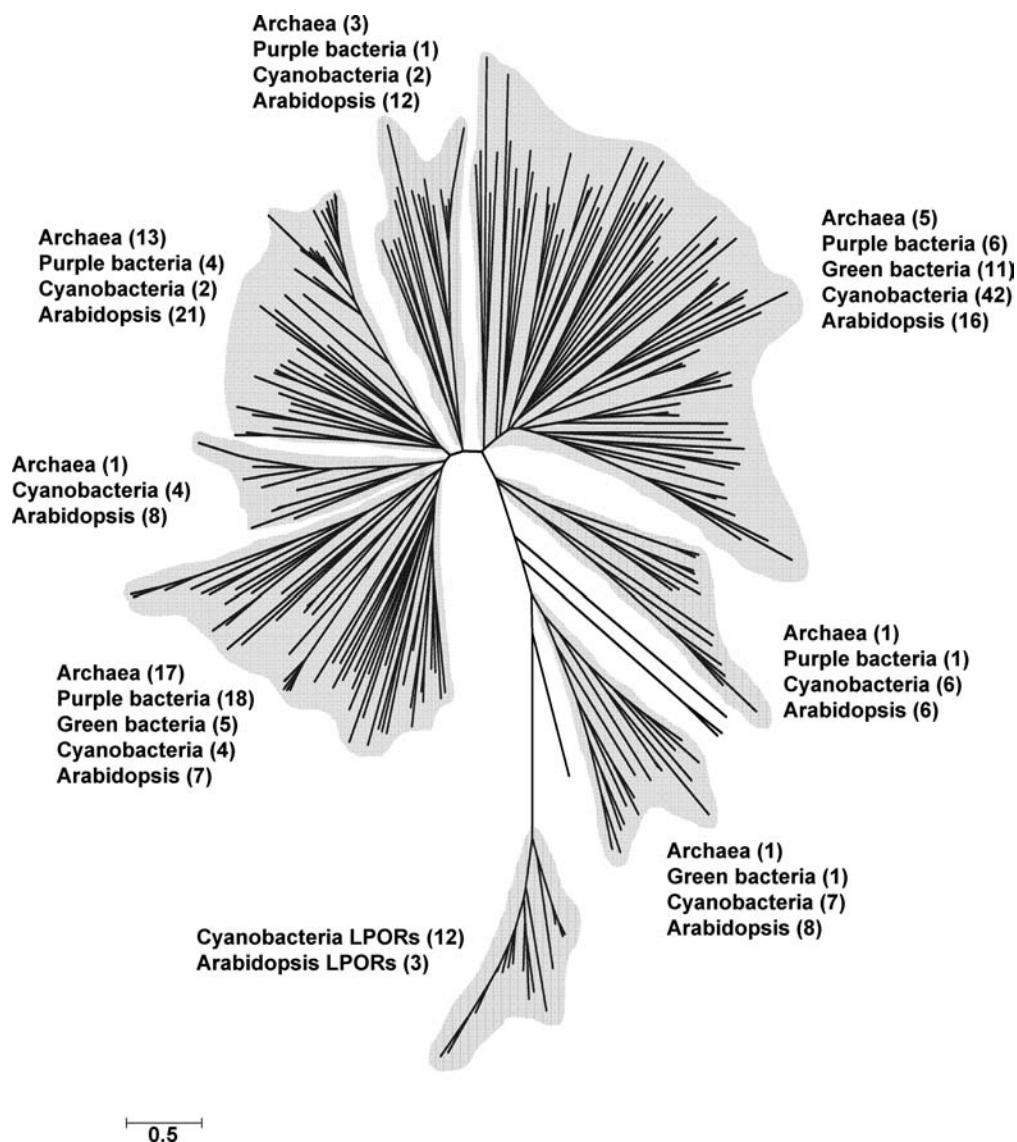 Archaea (3)
Purple bacteria (1)
Cyanobacteria (2)
Arabidopsis (12)
Archaea (5)
Purple bacteria (6)
Green bacteria (11)
Cyanobacteria (42)
Arabidopsis (16)
Archaea (13)
Purple bacteria (4)
Cyanobacteria (2)
Arabidopsis (21)
Archaea (1)
Cyanobacteria (4)
Arabidopsis (8)
Archaea (17)
Purple bacteria (18)
Green bacteria (5)
Cyanobacteria (4)
Arabidopsis (7)
Archaea (1)
Purple bacteria (1)
Cyanobacteria (6)
Arabidopsis (6)
Archaea (1)
Green bacteria (1)
Cyanobacteria (7)
Arabidopsis (8)
Cyanobacteria LPORs (12)
Arabidopsis LPORs (3)
0.5